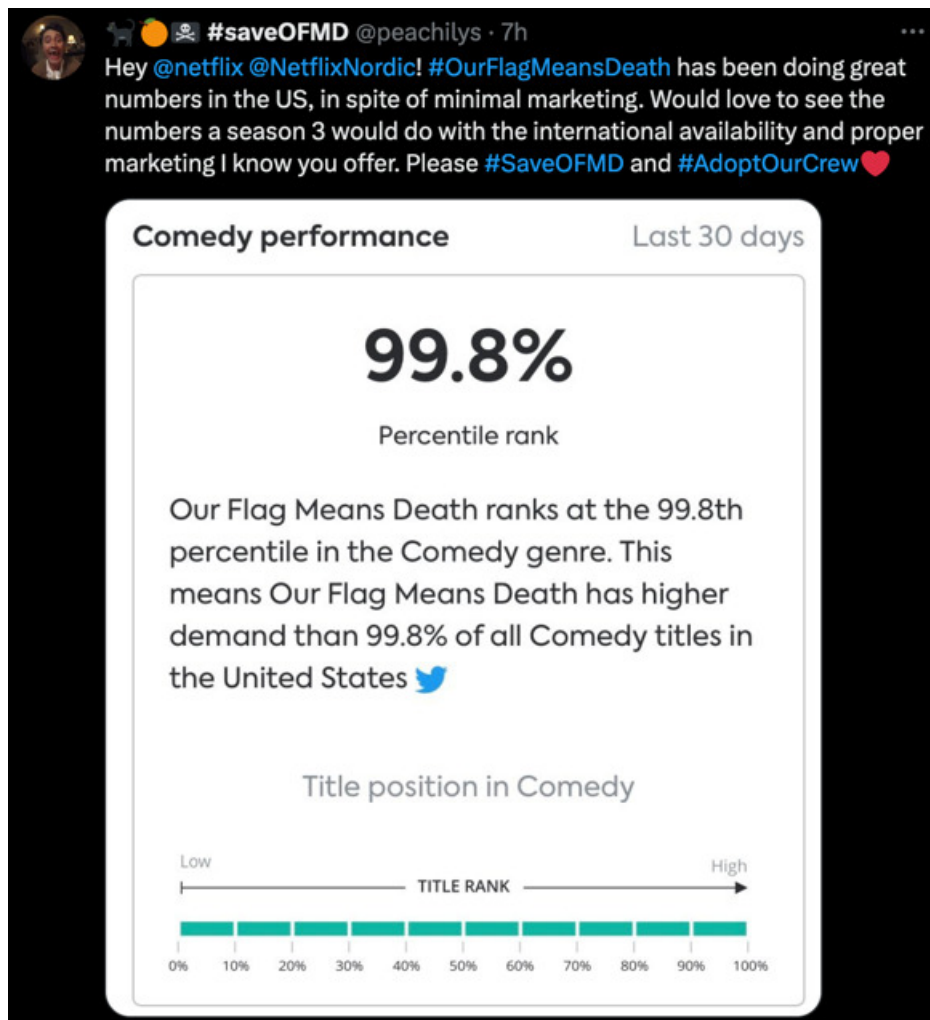 🐈‍⬛🍊🏴‍☠️ #saveOFMD @peachilys · 7h
Hey @netflix @NetflixNordic! #OurFlagMeansDeath has been doing great
numbers in the US, in spite of minimal marketing. Would love to see the
numbers a season 3 would do with the international availability and proper
marketing I know you offer. Please #SaveOFMD and #AdoptOurCrew❤️
Comedy performance
Last 30 days
99.8%
Percentile rank
Our Flag Means Death ranks at the 99.8th
percentile in the Comedy genre. This
means Our Flag Means Death has higher
demand than 99.8% of all Comedy titles in
the United States
Title position in Comedy
Low
High
TITLE RANK
0% 10% 20% 30% 40% 50% 60% 70% 80% 90% 100%